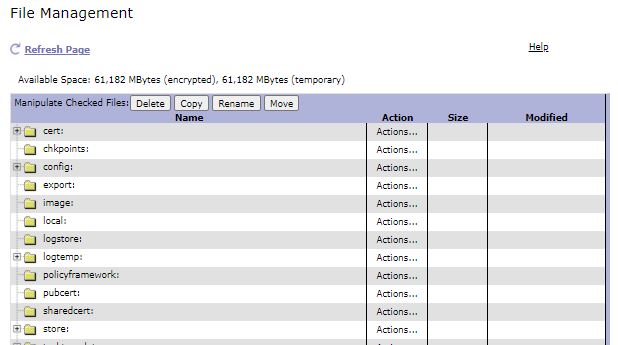 File Management
Refresh Page Help
Available Space: 61,182 MBytes (encrypted), 61,182 MBytes (temporary)
Manipulate Checked Files: Delete Copy Rename Move
Name Action Size Modified
cert: Actions...
chkpoints: Actions...
config: Actions...
export: Actions...
image: Actions...
local: Actions...
logstore: Actions...
logtemp: Actions...
policyframework: Actions...
pubcert: Actions...
sharedcert: Actions...
store: Actions...